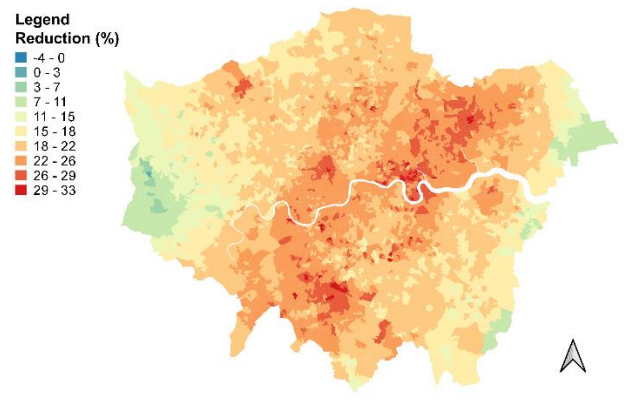 Legend
Reduction (%)
-4 - 0
0 - 3
3 - 7
7 - 11
11 - 15
15 - 18
18 - 22
22 - 26
26 - 29
29 - 33